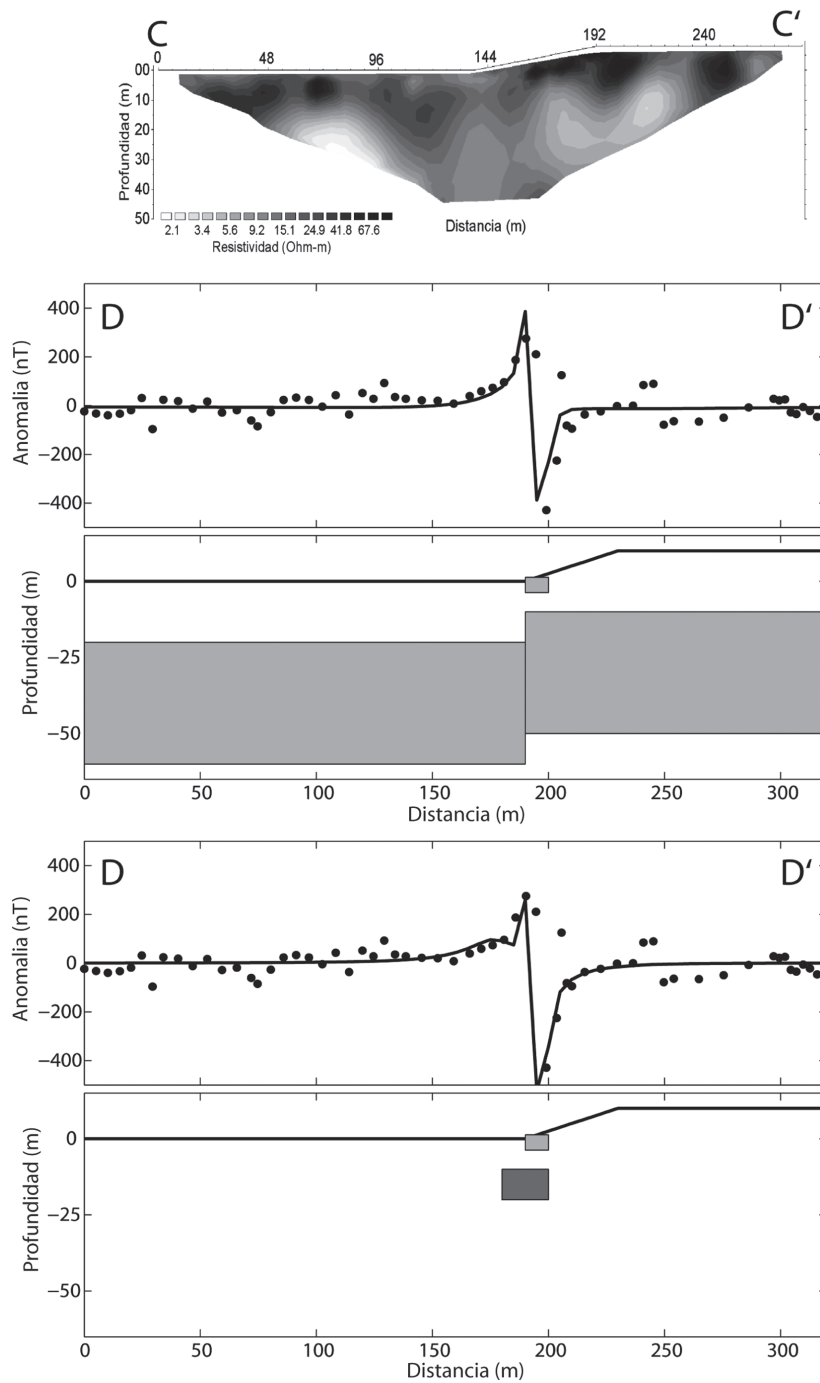 C
C'
0 48 96 144 192 240
00
10
20
30
40
50
Profundidad (m)
2.1 3.4 5.6 9.2 15.1 24.9 41.8 67.6
Resistividad (Ohm-m)
Distancia (m)
D
D'
400
200
0
−200
−400
Anomalia (nT)
0
−25
−50
Profundidad (m)
0 50 100 150 200 250 300
Distancia (m)
D
D'
400
200
0
−200
−400
Anomalia (nT)
0
−25
−50
Profundidad (m)
0 50 100 150 200 250 300
Distancia (m)